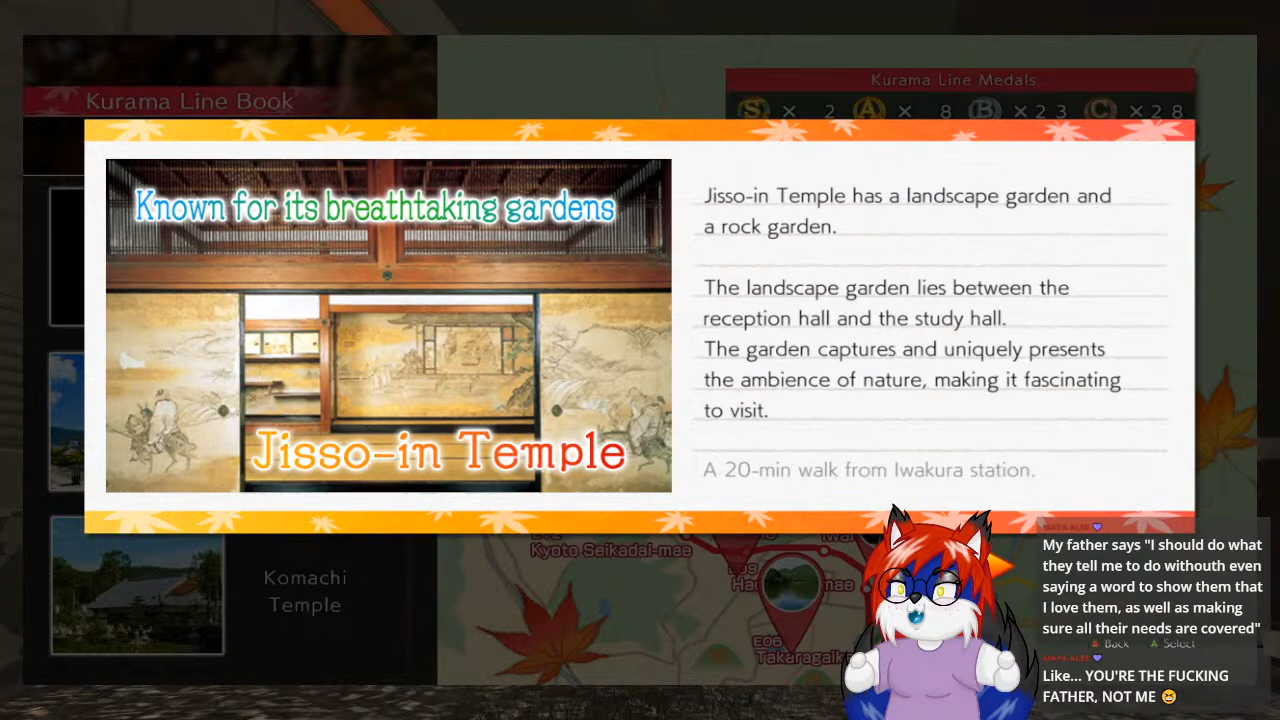 Kurama Line Book
Kurama Line Medals
S × 2 A × 8 B ×23 C ×28
Known for its breathtaking gardens
Jisso-in Temple
Jisso-in Temple has a landscape garden and
a rock garden.
The landscape garden lies between the
reception hall and the study hall.
The garden captures and uniquely presents
the ambience of nature, making it fascinating
to visit.
A 20-min walk from Iwakura station.
Komachi
Temple
Kyoto Seikadai-mae
E06
B Back A Select
My father says "I should do what
they tell me to do withouth even
saying a word to show them that
I love them, as well as making
sure all their needs are covered"
Like... YOU'RE THE FUCKING
FATHER, NOT ME 😆